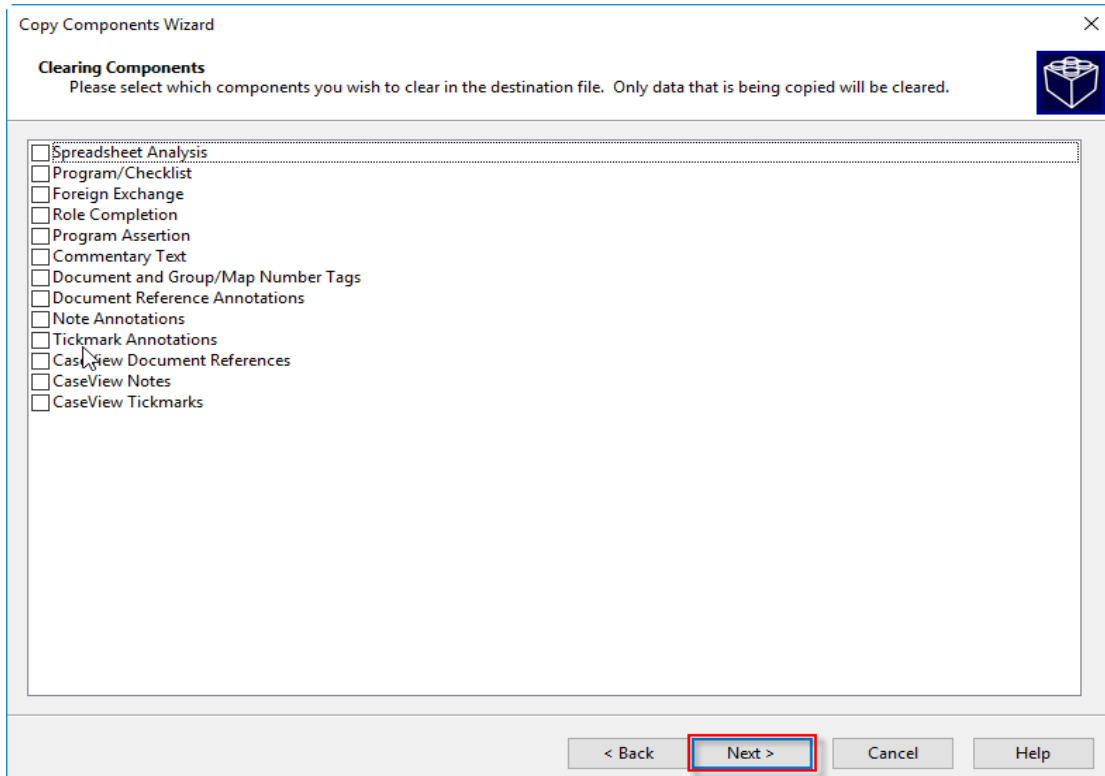 Copy Components Wizard
Clearing Components
Please select which components you wish to clear in the destination file. Only data that is being copied will be cleared.
Spreadsheet Analysis
Program/Checklist
Foreign Exchange
Role Completion
Program Assertion
Commentary Text
Document and Group/Map Number Tags
Document Reference Annotations
Note Annotations
Tickmark Annotations
CaseView Document References
CaseView Notes
CaseView Tickmarks
< Back Next > Cancel Help